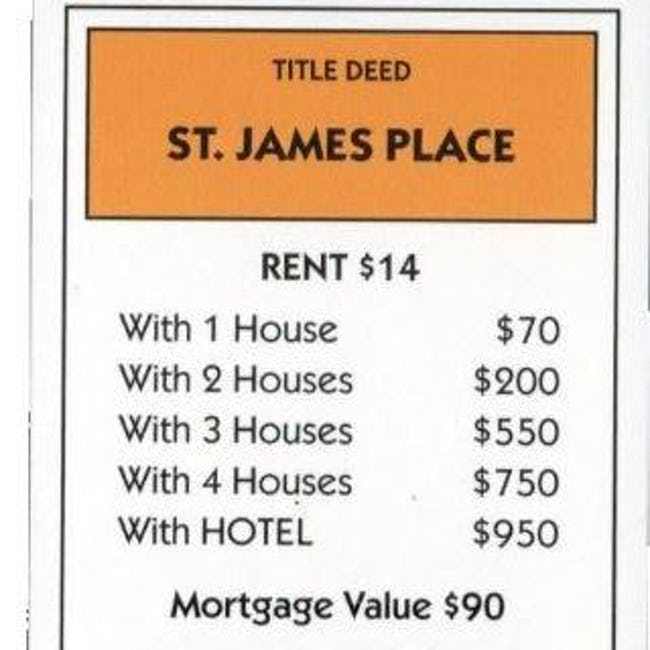 TITLE DEED
ST. JAMES PLACE
RENT $14
With 1 House $70
With 2 Houses $200
With 3 Houses $550
With 4 Houses $750
With HOTEL $950
Mortgage Value $90